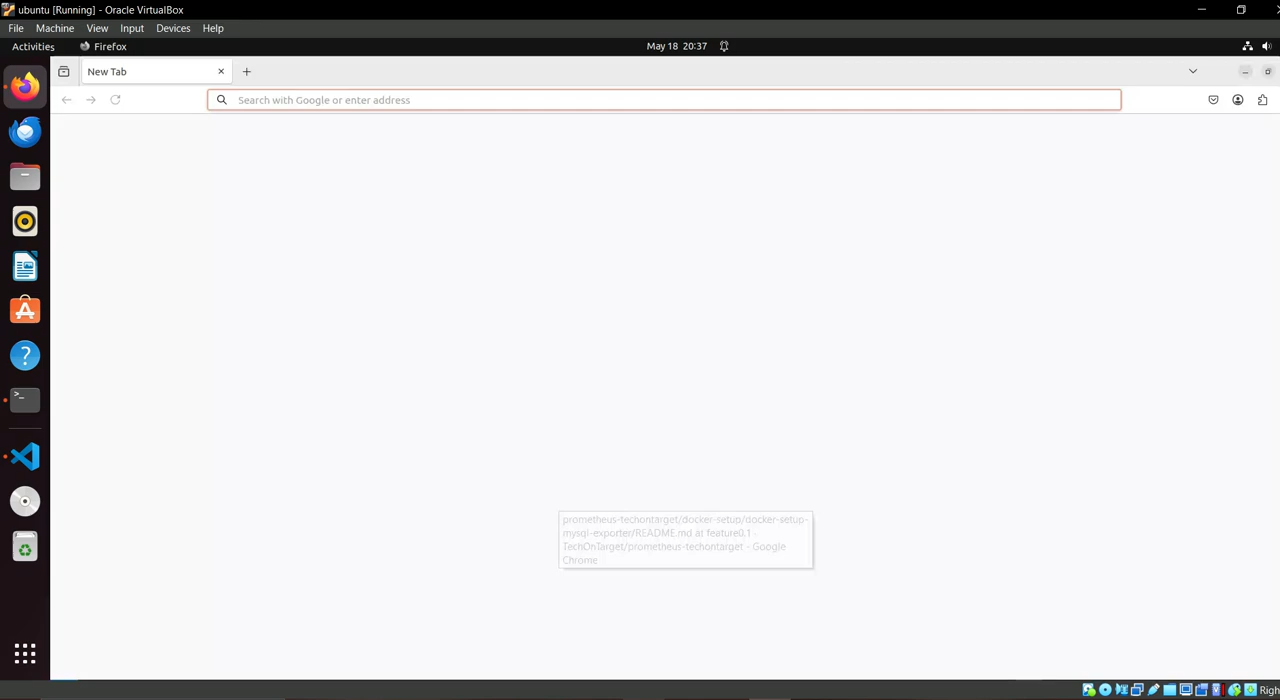 ubuntu [Running] - Oracle VirtualBox
File Machine View Input Devices Help
Activities Firefox May 18 20:37
New Tab
Search with Google or enter address
prometheus-techontarget/docker-setup/docker-setup-
mysql-exporter/README.md at feature0.1 ·
TechOnTarget/prometheus-techontarget - Google
Chrome
Righ